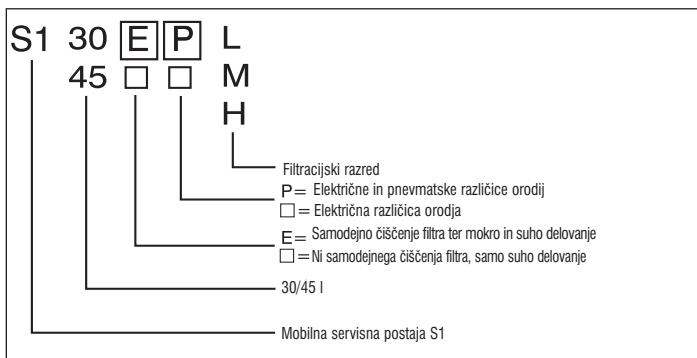 S1 30 E P L
45 □ □ M
H
Filtracijski razred
P= Električne in pnevmatske različice orodij
□ = Električna različica orodja
E= Samodejno čiščenje filtra ter mokro in suho delovanje
□ =Ni samodejnega čiščenja filtra, samo suho delovanje
30/45 l
Mobilna servisna postaja S1